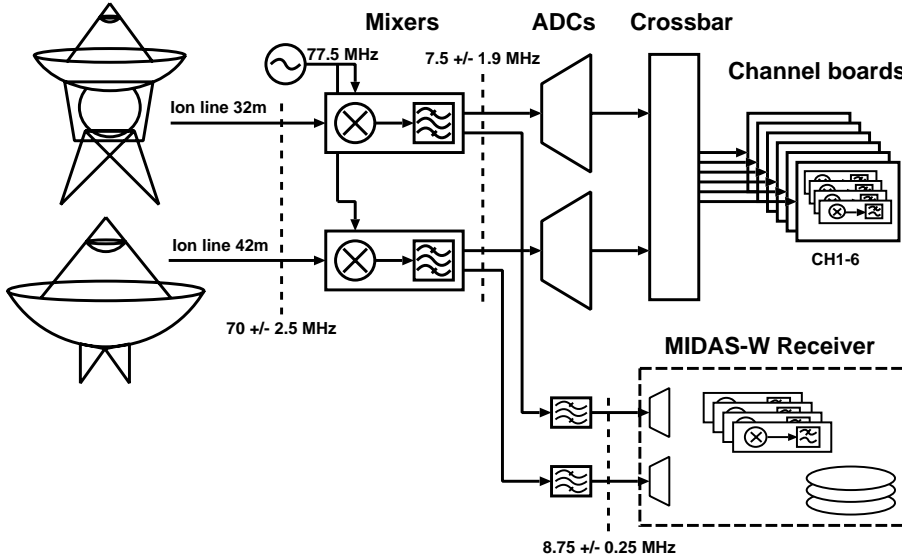 Mixers
ADCs
Crossbar
77.5 MHz
7.5 +/- 1.9 MHz
Channel boards
Ion line 32m
Ion line 42m
CH1-6
70 +/- 2.5 MHz
MIDAS-W Receiver
8.75 +/- 0.25 MHz